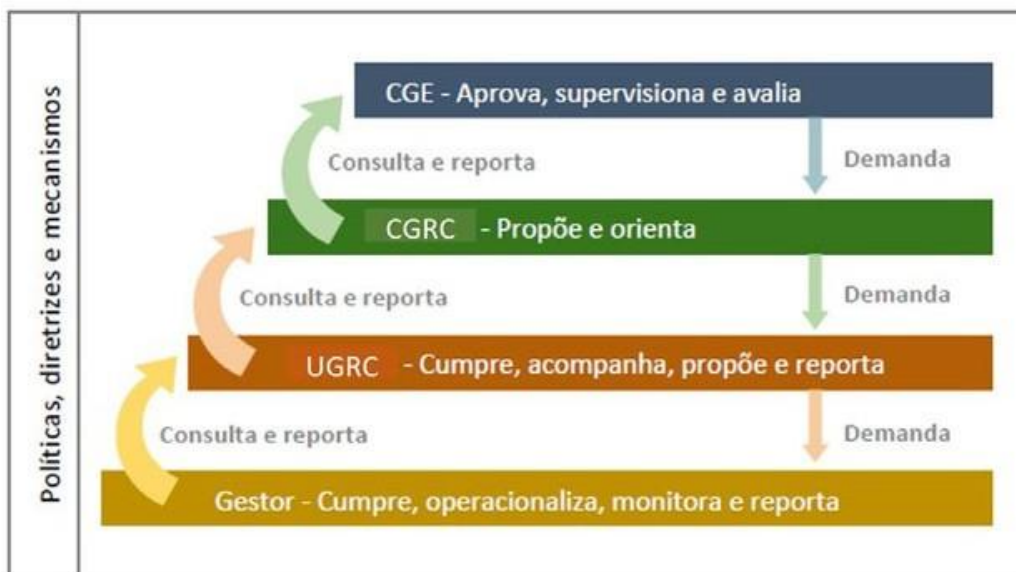 Políticas, diretrizes e mecanismos
CGE - Aprova, supervisiona e avalia
Consulta e reporta
Demanda
CGRC - Propõe e orienta
Consulta e reporta
Demanda
UGRC - Cumpre, acompanha, propõe e reporta
Consulta e reporta
Demanda
Gestor - Cumpre, operacionaliza, monitora e reporta